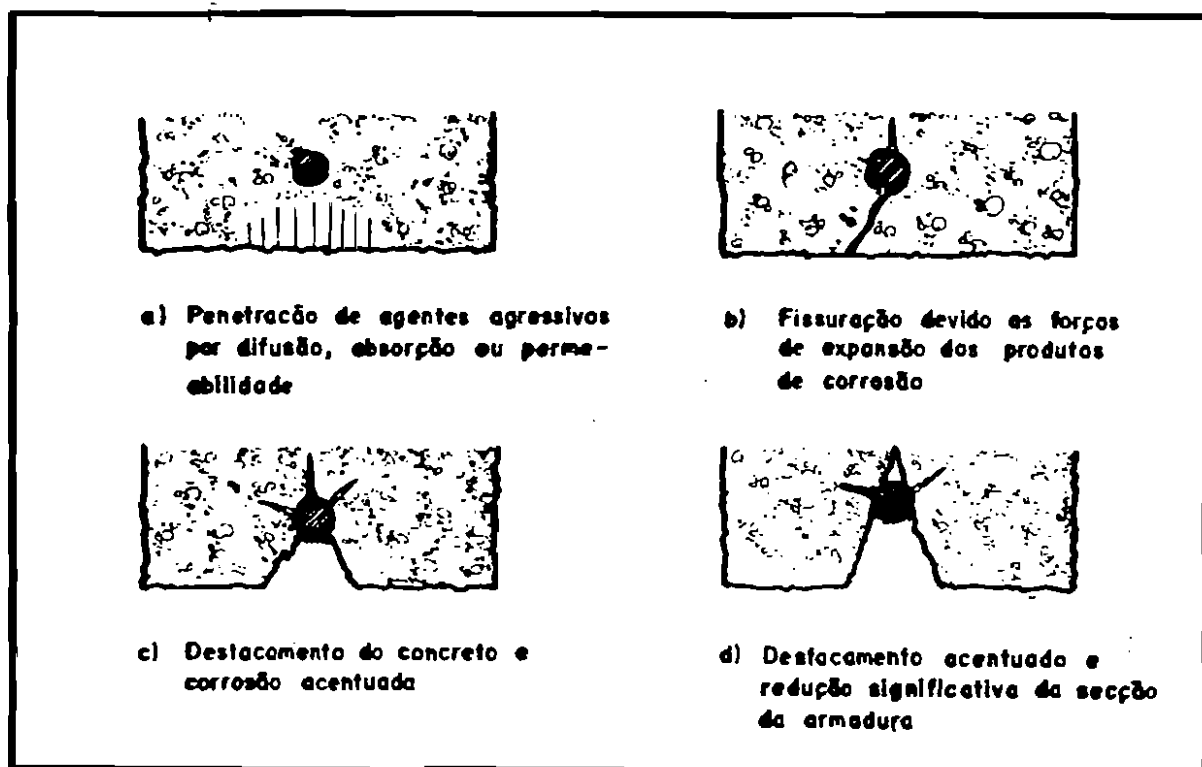 a) Penetracão de agentes agressivos
por difusão, absorção ou perme-
abilidade
b) Fissuração devido as forças
de expansão dos produtos
de corrosão
c) Destacamento do concreto e
corrosão acentuada
d) Destacamento acentuado e
redução significativa da secção
da armadura